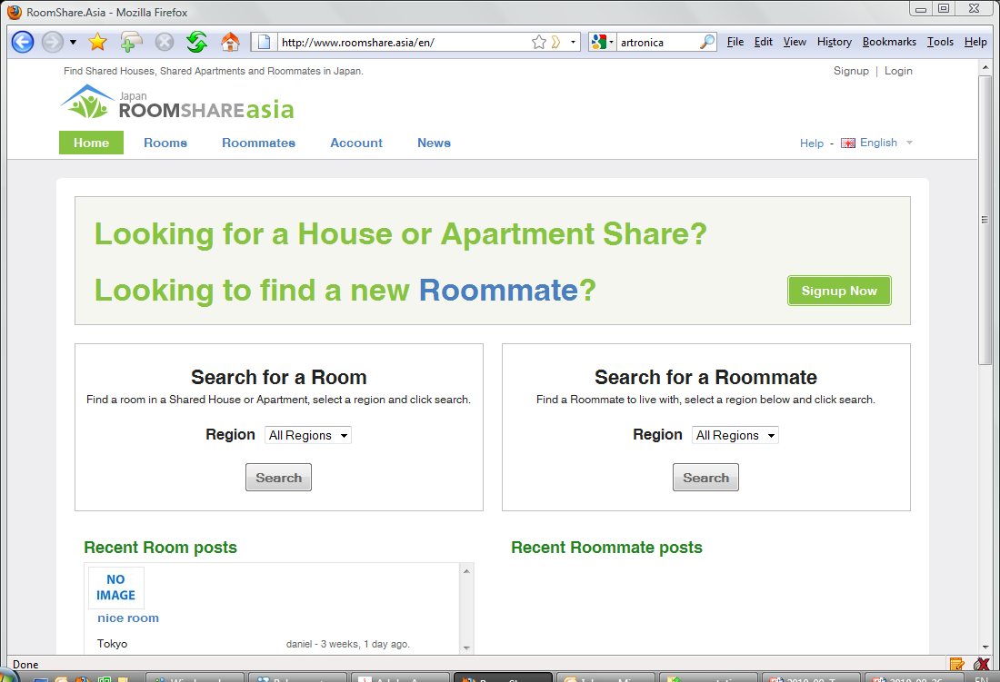 RoomShare.Asia - Mozilla Firefox
http://www.roomshare.asia/en/
artronica
File Edit View History Bookmarks Tools Help
Find Shared Houses, Shared Apartments and Roommates in Japan.
Signup | Login
Japan
ROOMSHAREasia
Home Rooms Roommates Account News
Help - English
Looking for a House or Apartment Share?
Looking to find a new Roommate?
Signup Now
Search for a Room
Find a room in a Shared House or Apartment, select a region and click search.
Region All Regions
Search
Search for a Roommate
Find a Roommate to live with, select a region below and click search.
Region All Regions
Search
Recent Room posts
NO
IMAGE
nice room
Tokyo
daniel - 3 weeks, 1 day ago.
Recent Roommate posts
Done